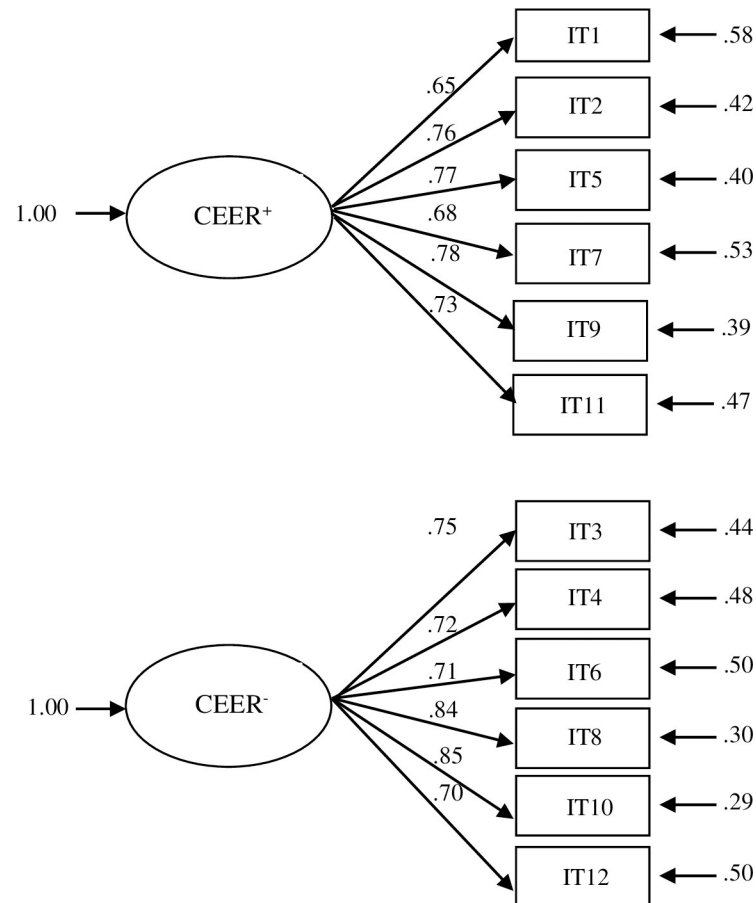 IT1 .58
.65
IT2 .42
.76
.77
IT5 .40
1.00 CEER⁺
.68
.78
IT7 .53
.73
IT9 .39
IT11 .47
.75
IT3 .44
IT4 .48
.72
.71
IT6 .50
1.00 CEER⁻
.84
IT8 .30
.85
.70
IT10 .29
IT12 .50